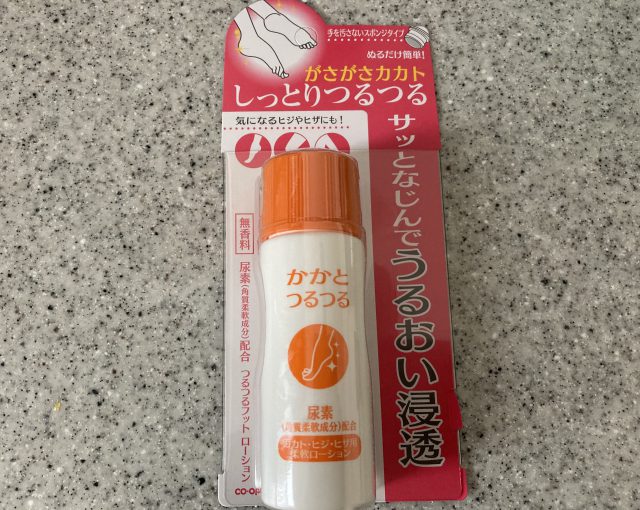 手を汚さないスポンジタイプ
ぬるだけ簡単!
がさがさカカト
しっとりつるつる
気になるヒジやヒザにも!
サッとなじんでうるおい浸透
無香料
尿素(角質柔軟成分)配合 つるつるフットローション
かかと
つるつる
尿素
(角質柔軟成分)配合
カカト・ヒジ・ヒザ用
柔軟ローション
co-op